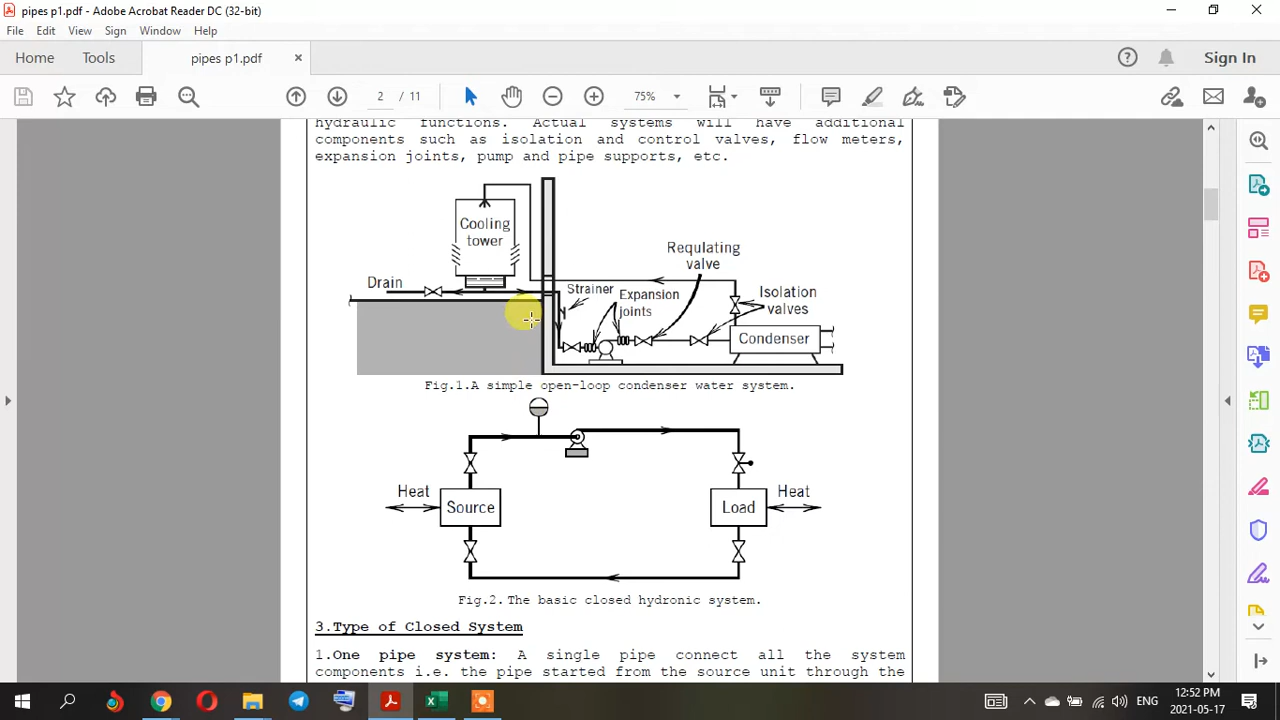 pipes p1.pdf - Adobe Acrobat Reader DC (32-bit)
File Edit View Sign Window Help
Home Tools pipes p1.pdf × Sign In
2 / 11 75%
hydraulic functions. Actual systems will have additional
components such as isolation and control valves, flow meters,
expansion joints, pump and pipe supports, etc.
Cooling
tower
Requlating
valve
Drain
Strainer
Expansion
joints
Isolation
valves
Condenser
Fig.1.A simple open-loop condenser water system.
Heat
Source
Load
Heat
Fig.2. The basic closed hydronic system.
3.Type of Closed System
1.One pipe system: A single pipe connect all the system
components i.e. the pipe started from the source unit through the
ENG
12:52 PM
2021-05-17